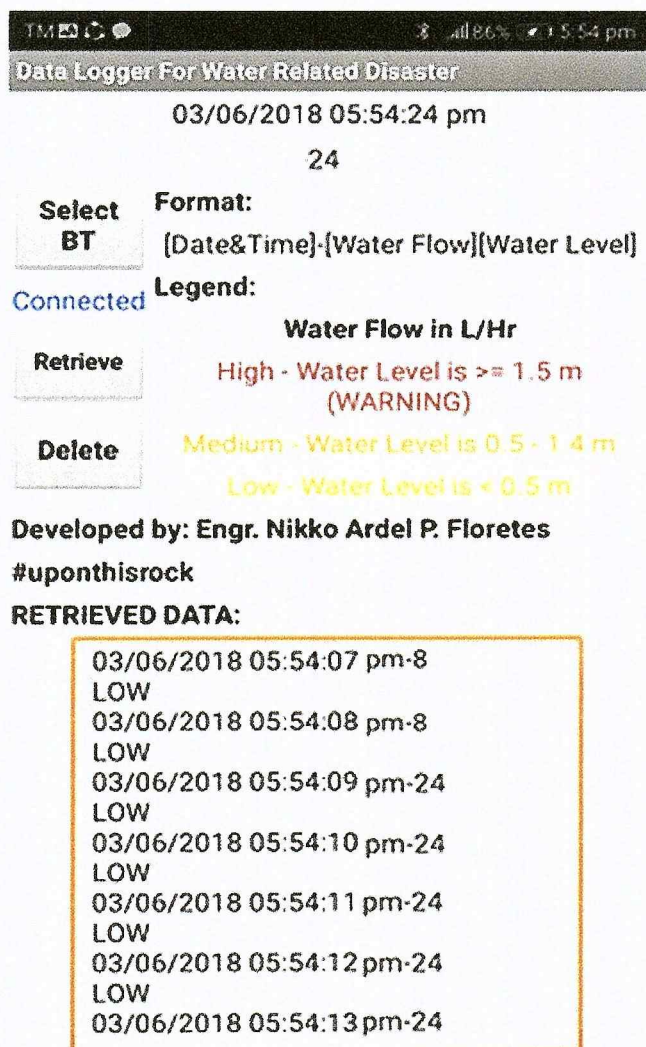 TM 86% 5:54 pm
Data Logger For Water Related Disaster
03/06/2018 05:54:24 pm
24
Select
BT
Format:
[Date&Time]-[Water Flow][Water Level]
Connected
Legend:
Water Flow in L/Hr
Retrieve
High - Water Level is >= 1.5 m
(WARNING)
Delete
Medium - Water Level is 0.5 - 1.4 m
Low - Water Level is < 0.5 m
Developed by: Engr. Nikko Ardel P. Floretes
#uponthisrock
RETRIEVED DATA:
03/06/2018 05:54:07 pm-8
LOW
03/06/2018 05:54:08 pm-8
LOW
03/06/2018 05:54:09 pm-24
LOW
03/06/2018 05:54:10 pm-24
LOW
03/06/2018 05:54:11 pm-24
LOW
03/06/2018 05:54:12 pm-24
LOW
03/06/2018 05:54:13 pm-24